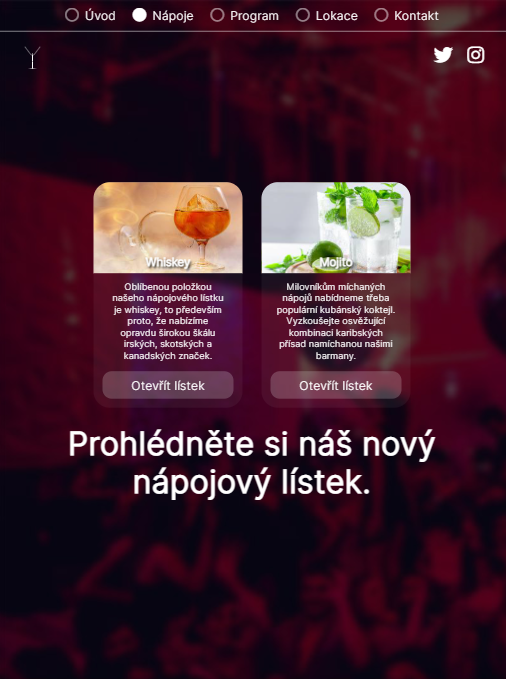 Úvod Nápoje Program Lokace Kontakt
Whiskey
Oblíbenou položkou
našeho nápojového lístku
je whiskey, to především
proto, že nabízíme
opravdu širokou škálu
irských, skotských a
kanadských značek.
Otevřít lístek
Mojito
Milovníkům míchaných
nápojů nabídneme třeba
populární kubánský koktejl.
Vyzkoušejte osvěžující
kombinaci karibských
přísad namíchanou našimi
barmany.
Otevřít lístek
Prohlédněte si náš nový
nápojový lístek.